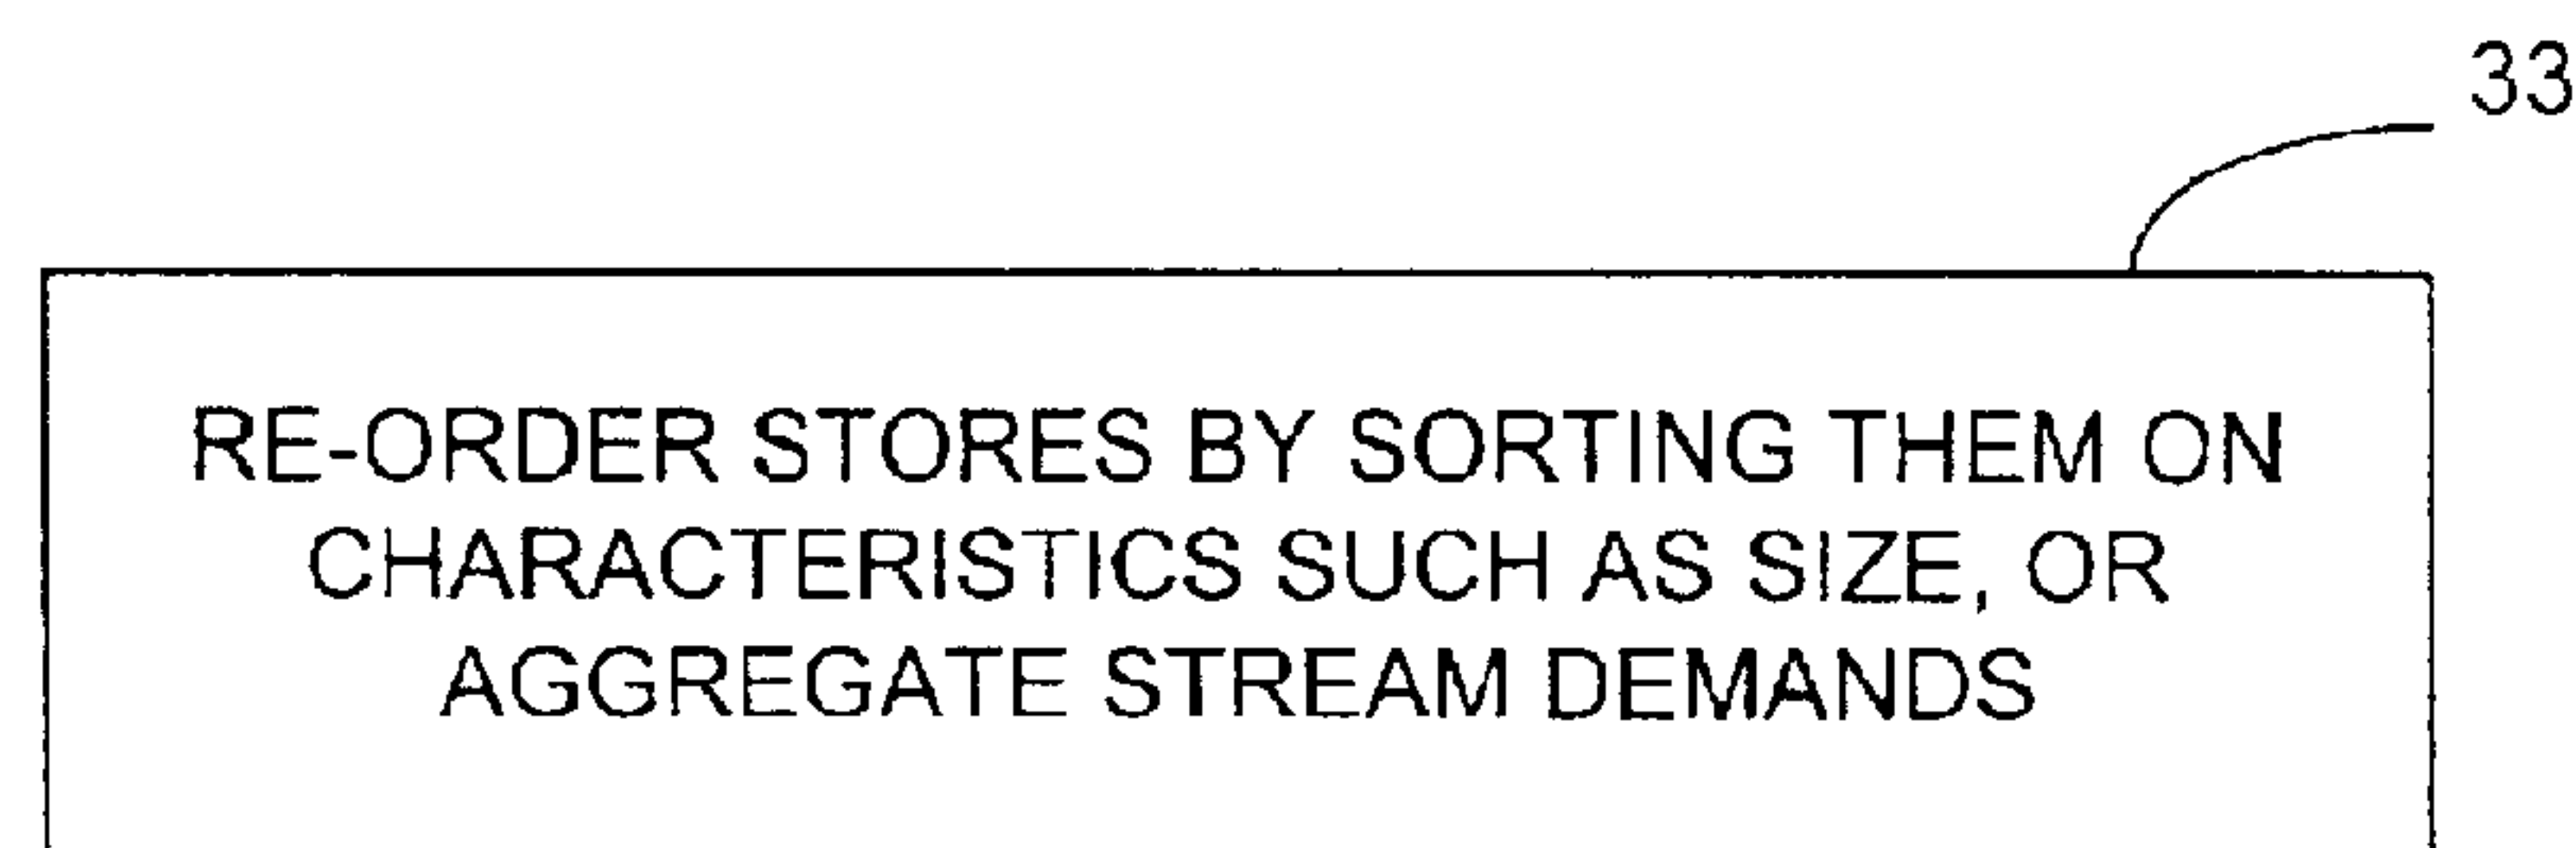 33
RE-ORDER STORES BY SORTING THEM ON
CHARACTERISTICS SUCH AS SIZE, OR
AGGREGATE STREAM DEMANDS